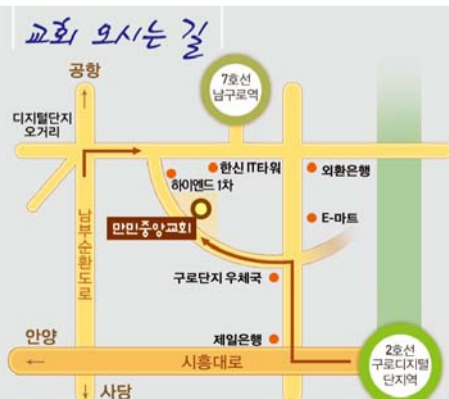 교회 오시는 길
공항
7호선
남구로역
디지털단지
오거리
한신 IT타워
하이엔드 1차
외환은행
E-마트
만민중앙교회
남부순환도로
구로단지 우체국
제일은행
안양
시흥대로
2호선
구로디지털
단지역
사당